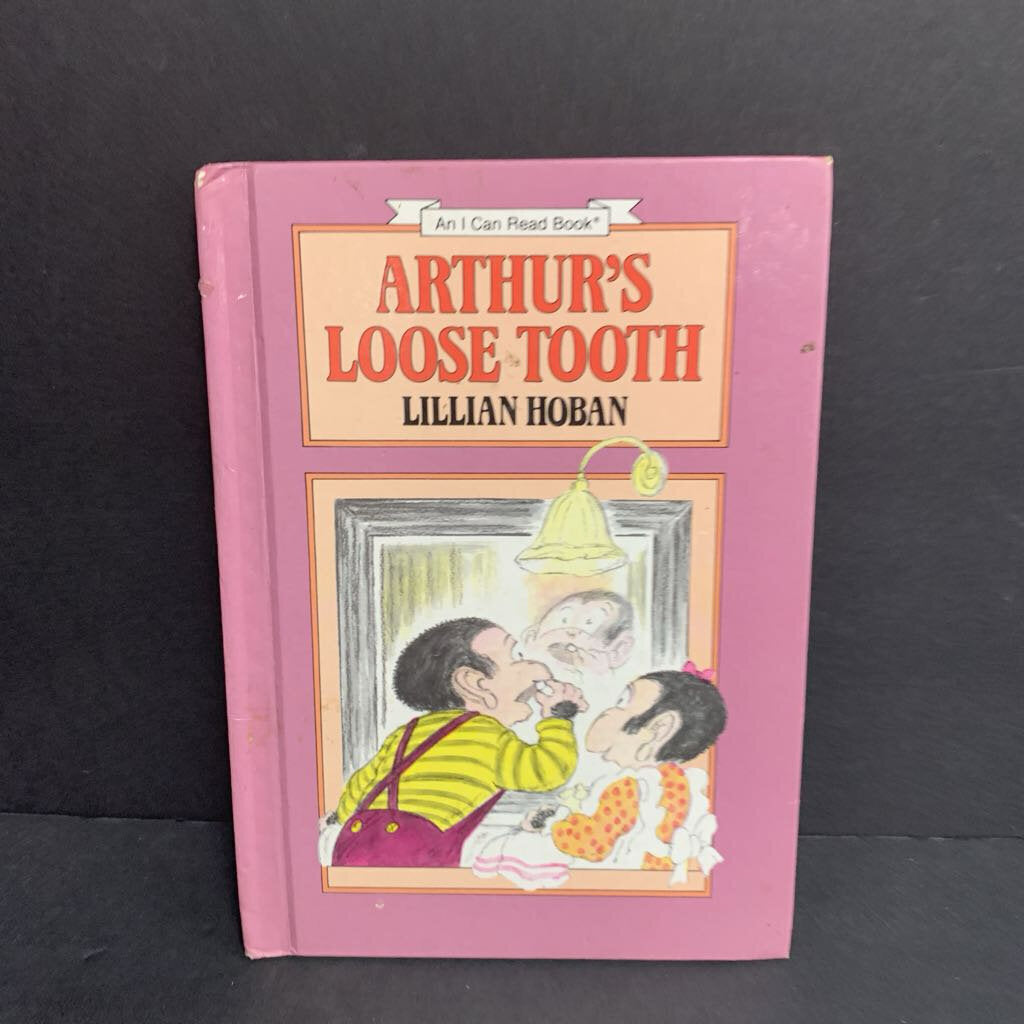 An I Can Read Book®
ARTHUR'S
LOOSE TOOTH
LILLIAN HOBAN